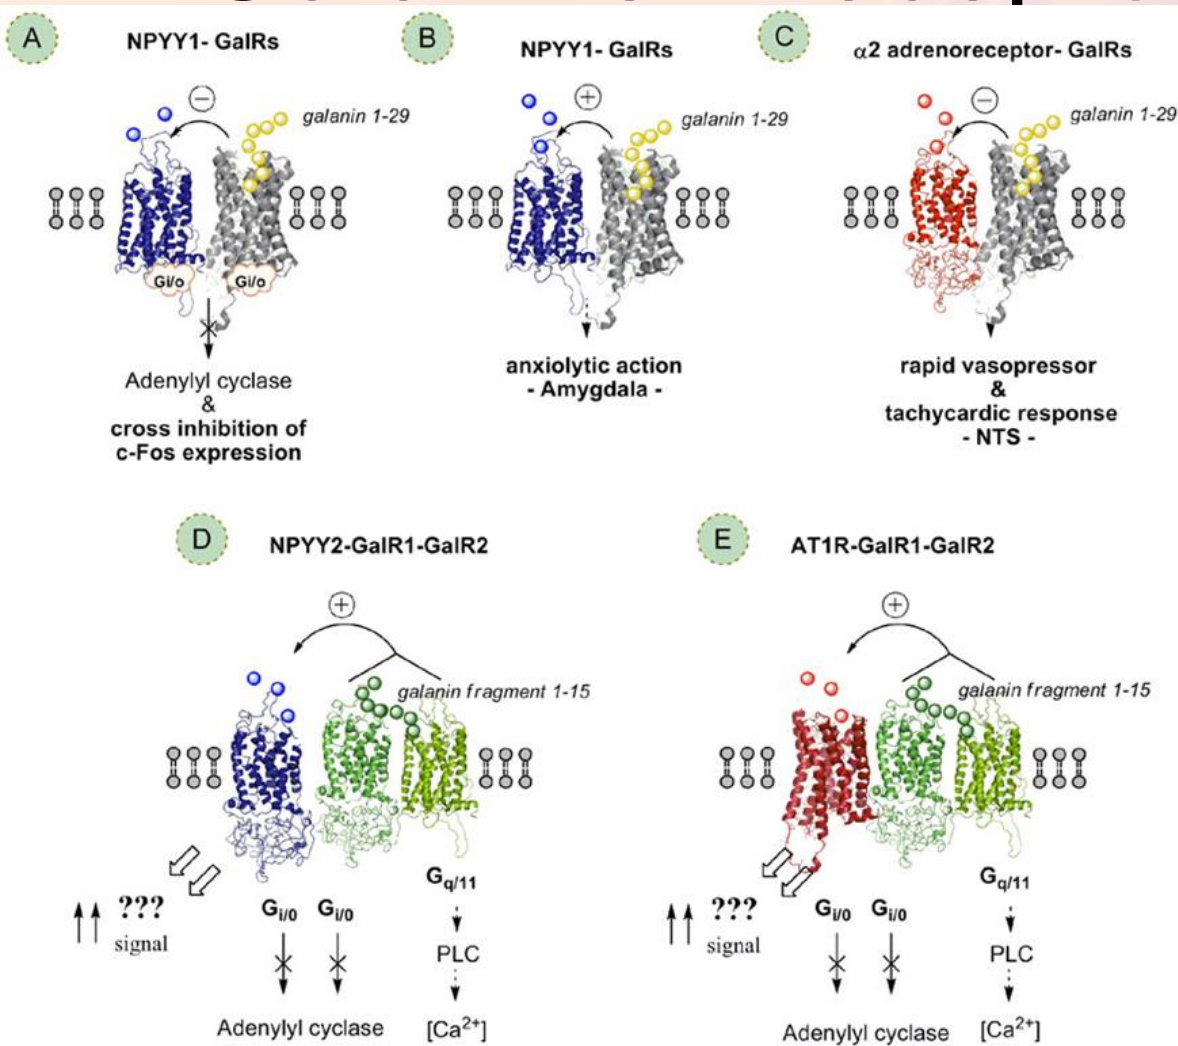 A
NPYY1- GalRs
−
galanin 1-29
Gi/o
Gi/o
Adenylyl cyclase
&
cross inhibition of
c-Fos expression
B
NPYY1- GalRs
+
galanin 1-29
anxiolytic action
- Amygdala -
C
α2 adrenoreceptor- GalRs
−
galanin 1-29
rapid vasopressor
&
tachycardic response
- NTS -
D
NPYY2-GalR1-GalR2
+
galanin fragment 1-15
Gq/11
???
signal
Gi/0 Gi/0
PLC
Adenylyl cyclase
[Ca2+]
E
AT1R-GalR1-GalR2
+
galanin fragment 1-15
Gq/11
???
signal
Gi/0 Gi/0
PLC
Adenylyl cyclase
[Ca2+]